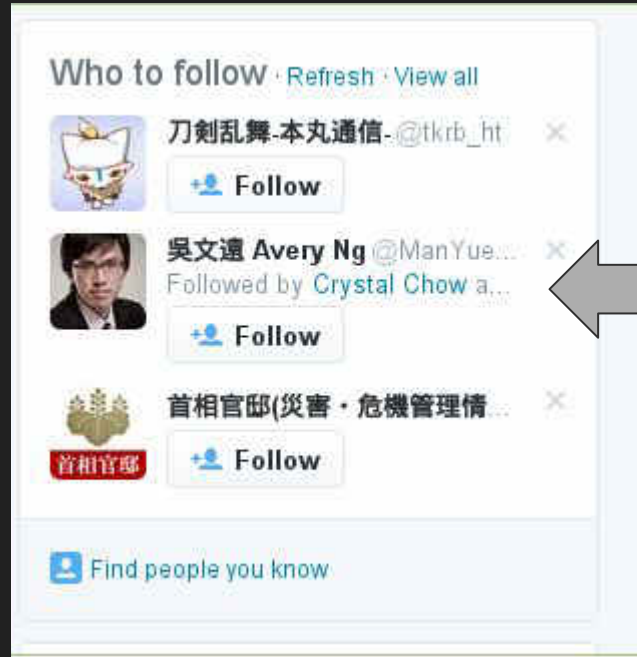 Who to follow · Refresh · View all
刀剣乱舞-本丸通信- @tkrb_ht
Follow
吳文遠 Avery Ng @ManYue...
Followed by Crystal Chow a...
Follow
首相官邸(災害・危機管理情...
首相官邸
Follow
Find people you know